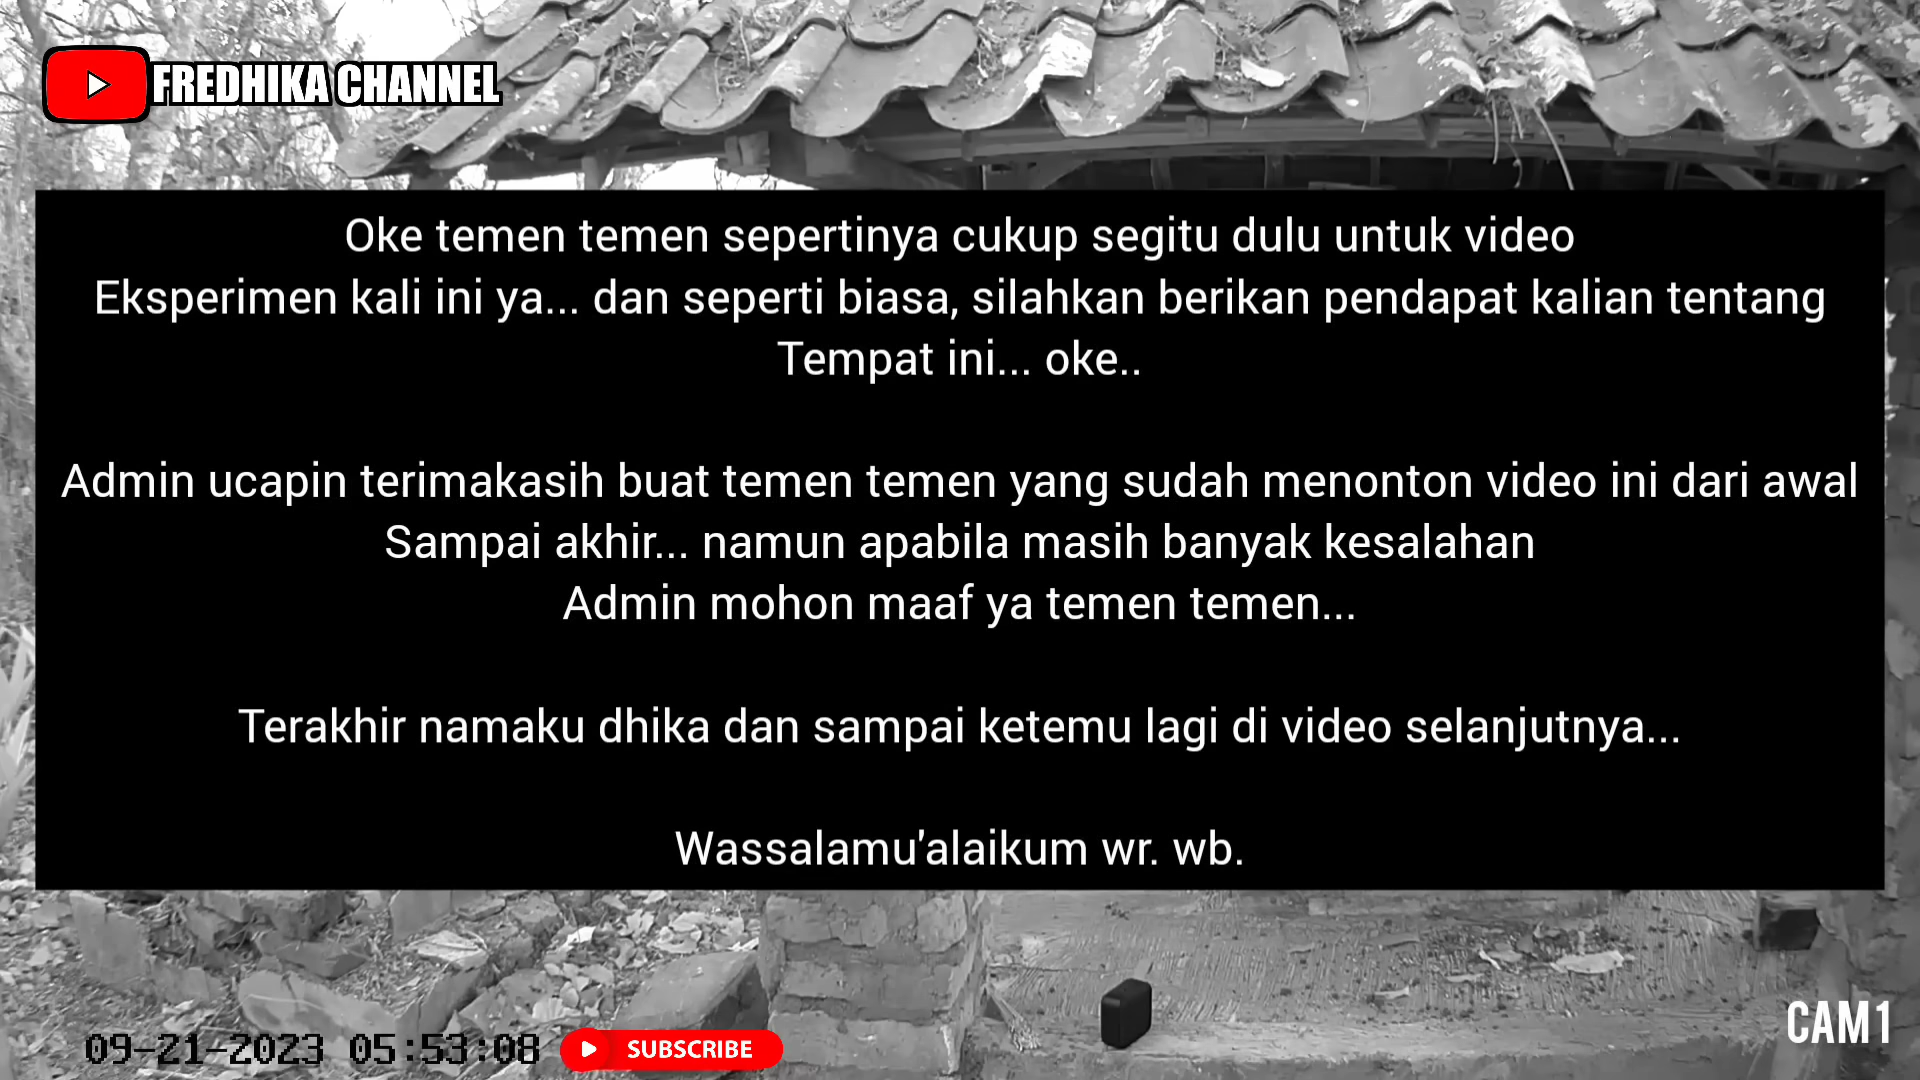 FREDHIKA CHANNEL
Oke temen temen sepertinya cukup segitu dulu untuk video
Eksperimen kali ini ya... dan seperti biasa, silahkan berikan pendapat kalian tentang
Tempat ini... oke..
Admin ucapin terimakasih buat temen temen yang sudah menonton video ini dari awal
Sampai akhir... namun apabila masih banyak kesalahan
Admin mohon maaf ya temen temen...
Terakhir namaku dhika dan sampai ketemu lagi di video selanjutnya...
Wassalamu'alaikum wr. wb.
09-21-2023 05:53:08
SUBSCRIBE
CAM1